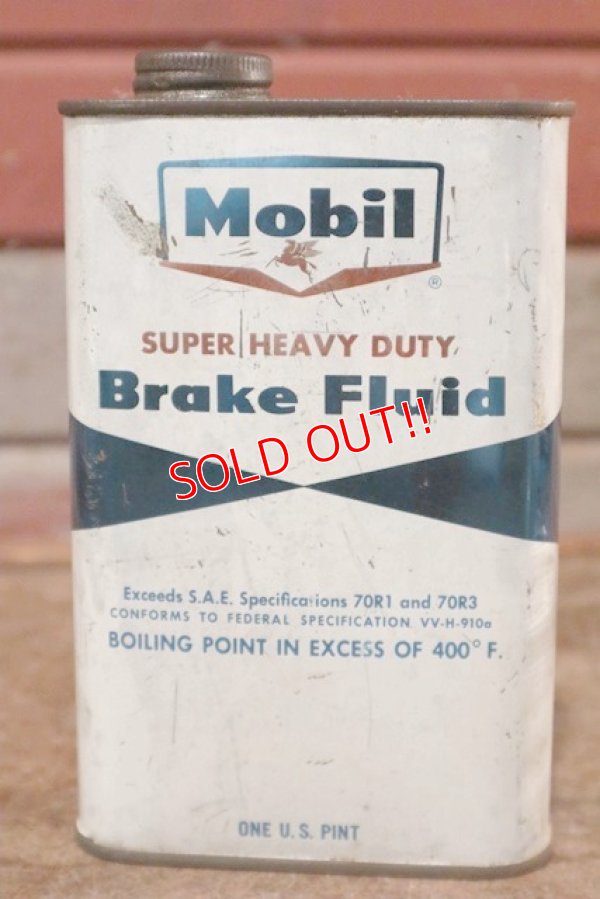 Mobil
®
SUPER HEAVY DUTY
Brake Fluid
SOLD OUT!!
Exceeds S.A.E. Specifications 70R1 and 70R3
CONFORMS TO FEDERAL SPECIFICATION VV-H-910a
BOILING POINT IN EXCESS OF 400° F.
ONE U.S. PINT